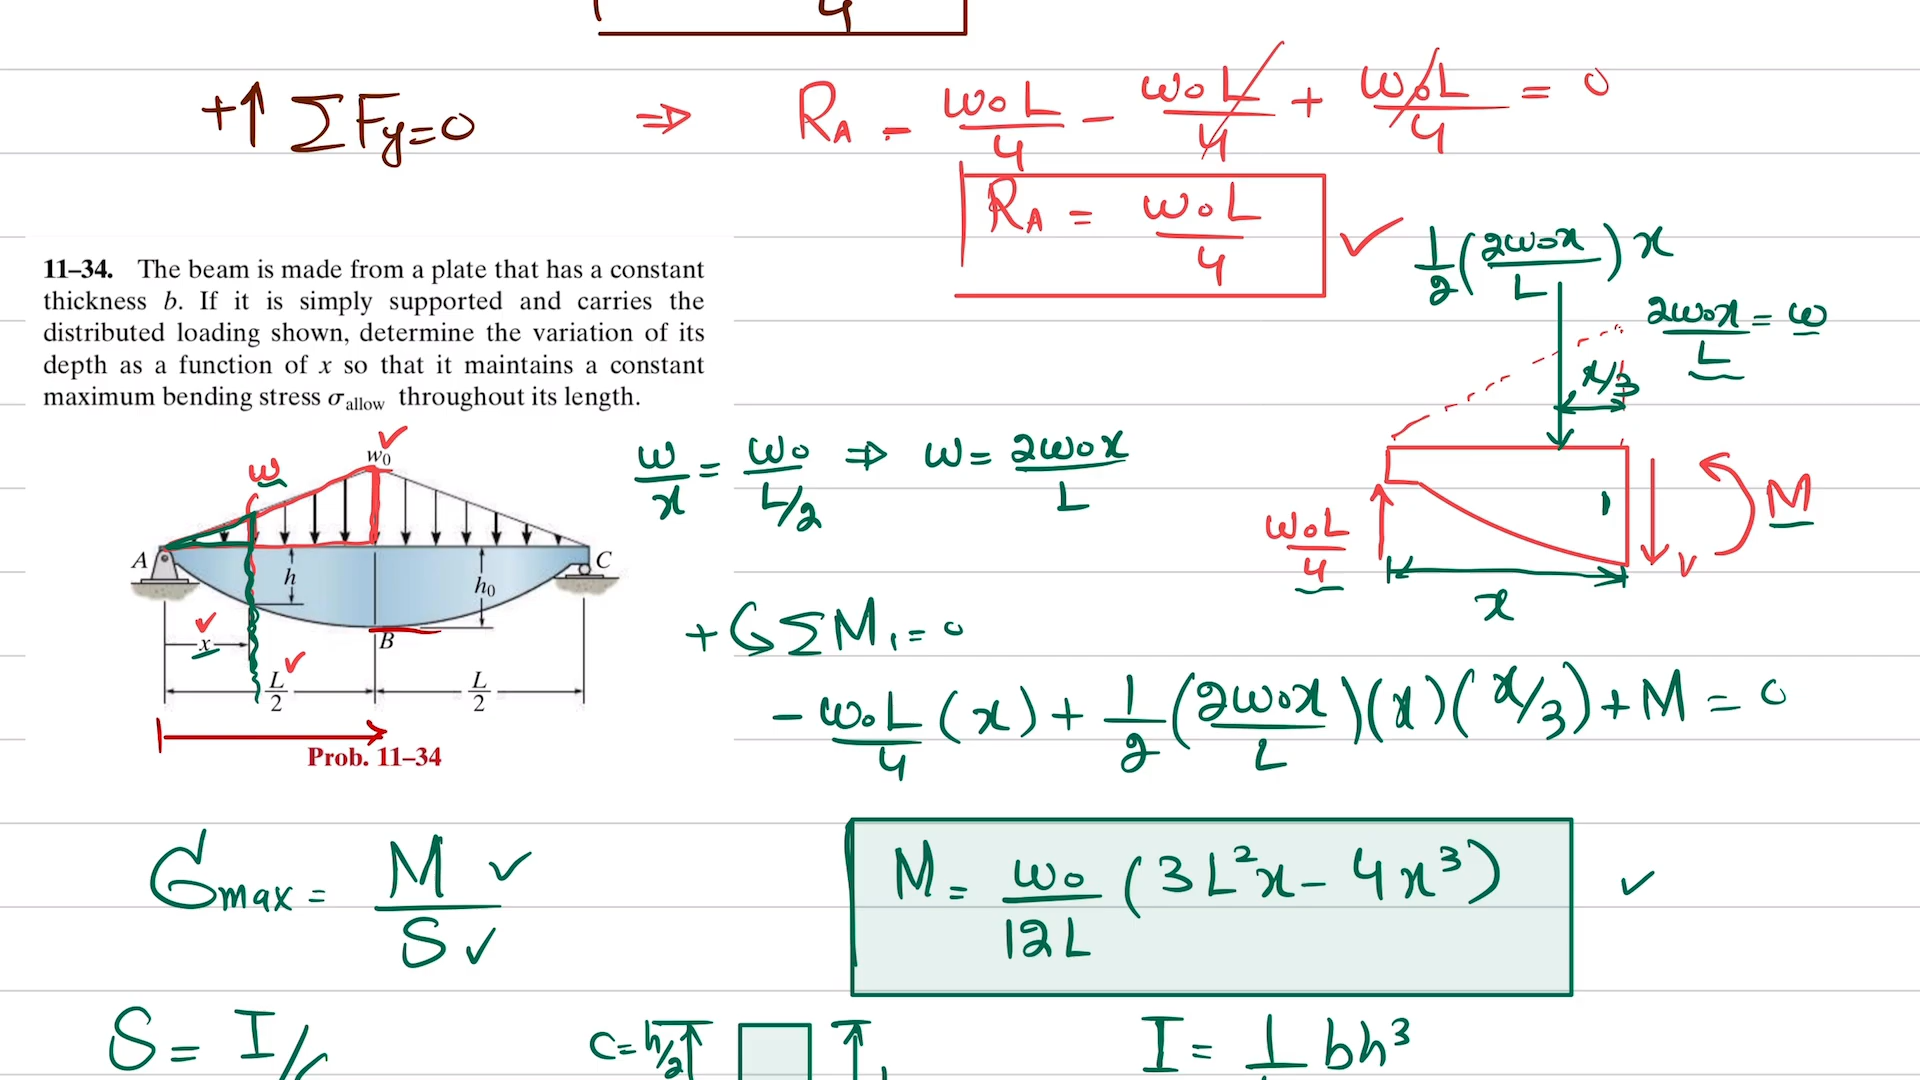 4
+↑ ΣFy=0 ⇒ RA - w0L/4 - w0L/4 + w0L/4 = 0
RA = w0L/4
1/2(2w0x/L)x
2w0x/L = w
x/3
11–34. The beam is made from a plate that has a constant
thickness b. If it is simply supported and carries the
distributed loading shown, determine the variation of its
depth as a function of x so that it maintains a constant
maximum bending stress σallow throughout its length.
w
w0
A
C
h
h0
x
B
L/2
L/2
Prob. 11–34
w/x = w0/L/2 ⇒ w = 2w0x/L
w0L/4
M
V
x
+↺ΣM1=0
-w0L/4 (x) + 1/2 (2w0x/L)(x)(x/3) + M = 0
σmax = M/S
M = w0/12L (3L²x - 4x³)
S = I/c
C = h/2
I = 1 bh³